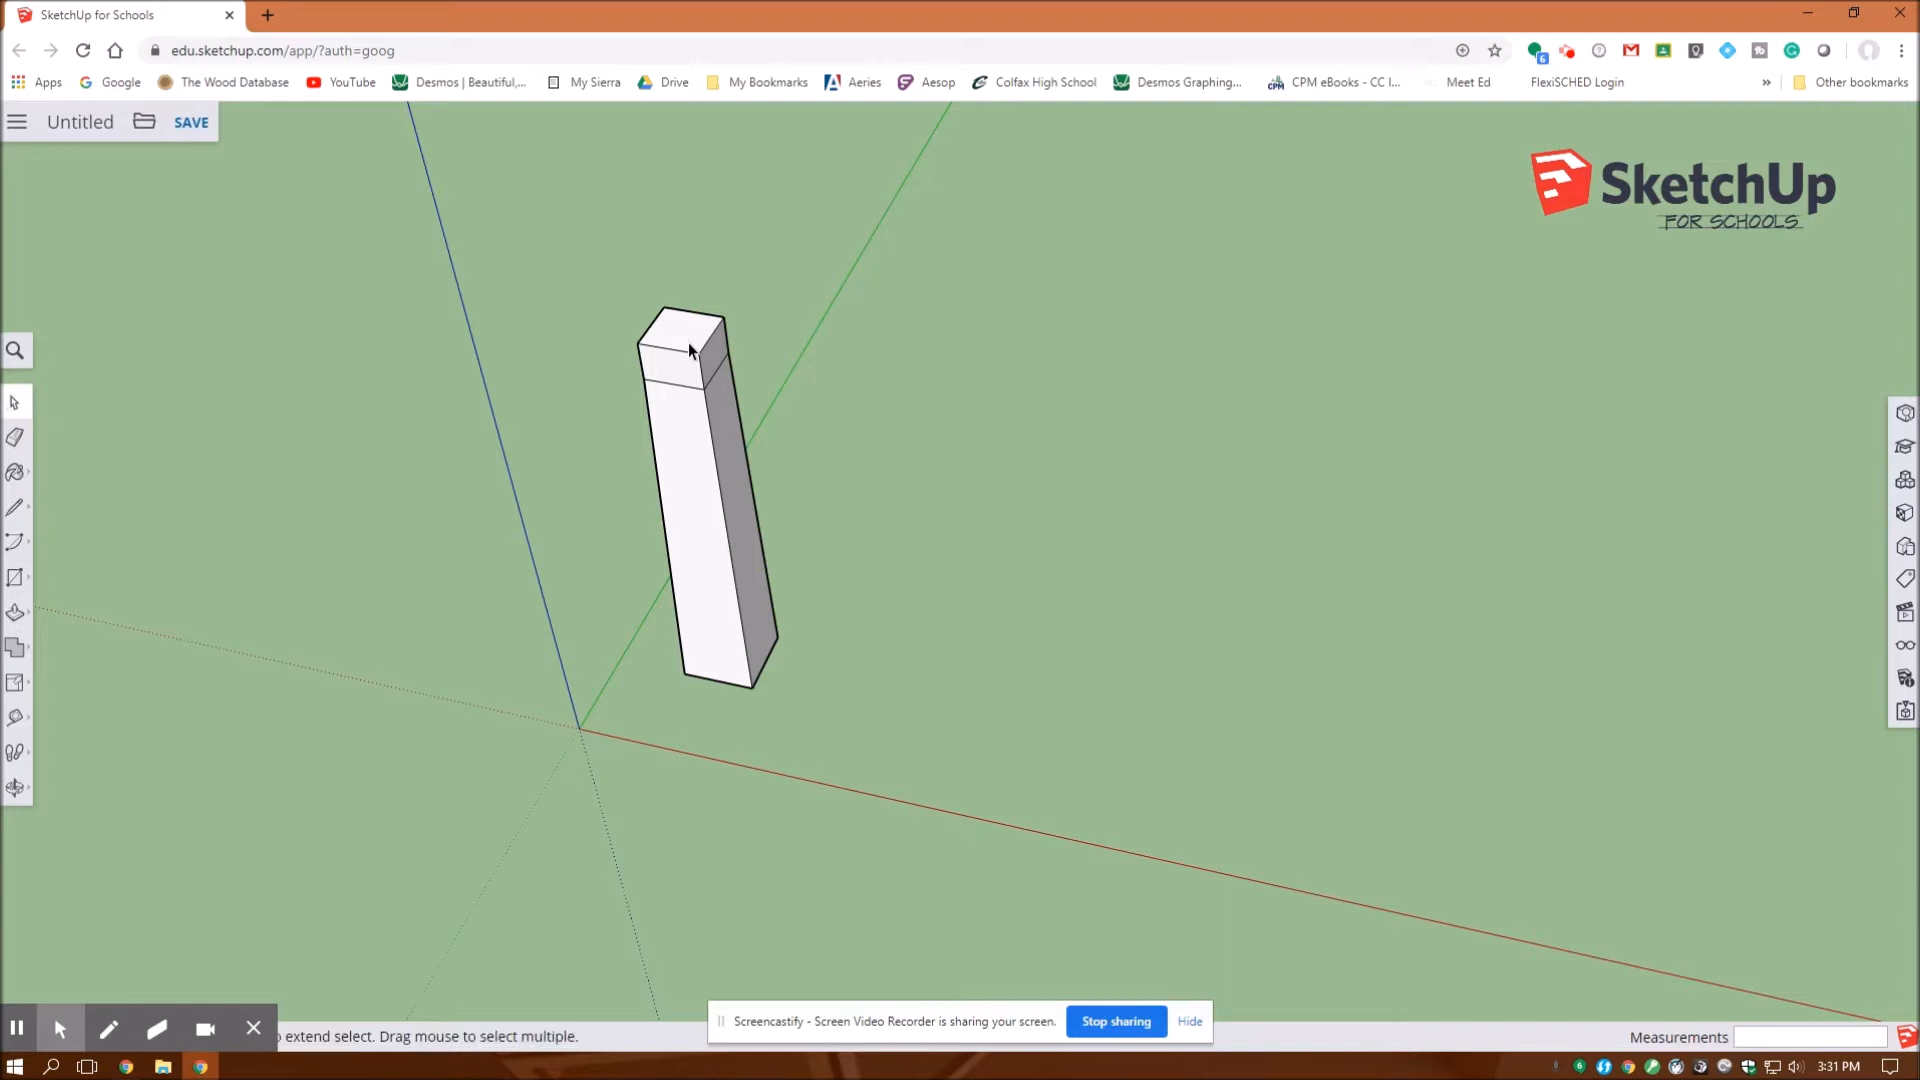 SketchUp for Schools
edu.sketchup.com/app/?auth=goog
Apps Google The Wood Database YouTube Desmos | Beautiful,... My Sierra Drive My Bookmarks Aeries Aesop Colfax High School Desmos Graphing... CPM eBooks - CC I... Meet Ed FlexiSCHED Login » Other bookmarks
Untitled SAVE
SketchUp
FOR SCHOOLS
Screencastify - Screen Video Recorder is sharing your screen. Stop sharing Hide
o extend select. Drag mouse to select multiple.
Measurements
3:31 PM